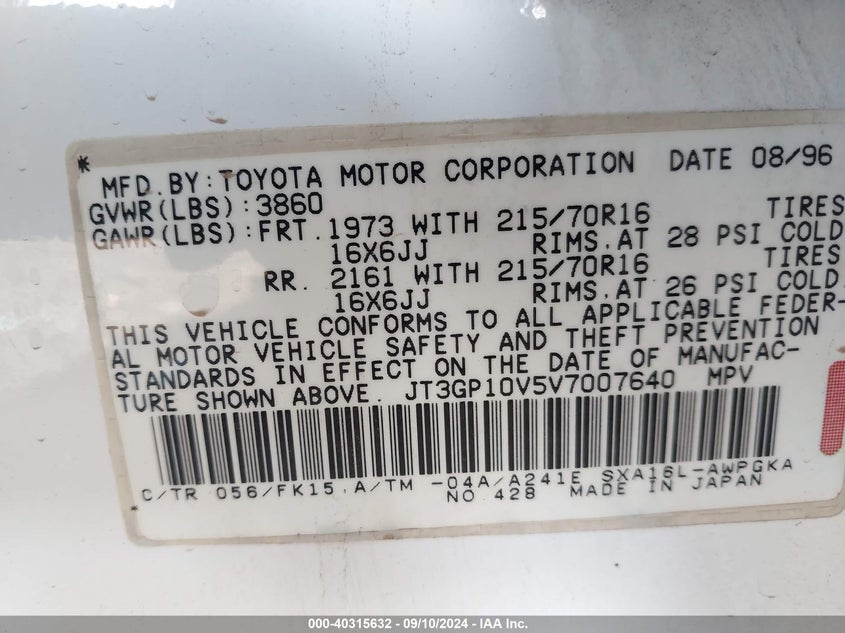 *
MFD.BY:TOYOTA MOTOR CORPORATION DATE 08/96
GVWR(LBS):3860
GAWR(LBS):FRT.1973 WITH 215/70R16 TIRES
16X6JJ RIMS,AT 28 PSI COLD
RR. 2161 WITH 215/70R16 TIRES
16X6JJ RIMS,AT 26 PSI COLD.
THIS VEHICLE CONFORMS TO ALL APPLICABLE FEDER-
AL MOTOR VEHICLE SAFETY AND THEFT PREVENTION
STANDARDS IN EFFECT ON THE DATE OF MANUFAC-
TURE SHOWN ABOVE. JT3GP10V5V7007640 MPV
C/TR 056/FK15,A/TM -04A/A241E SXA16L-AWPGKA
* NO.428 MADE IN JAPAN
000-40315632 - 09/10/2024 - IAA Inc.